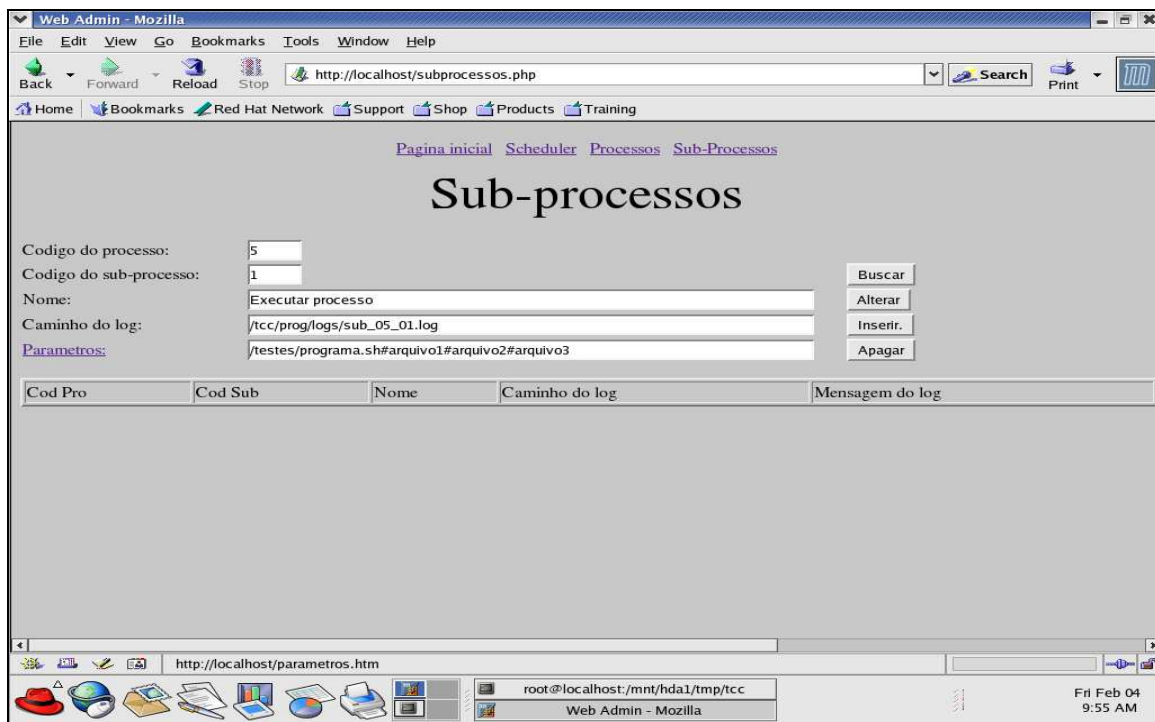 Web Admin - Mozilla
File Edit View Go Bookmarks Tools Window Help
Back Forward Reload Stop http://localhost/subprocessos.php Search Print
Home Bookmarks Red Hat Network Support Shop Products Training
Pagina inicial Scheduler Processos Sub-Processos
Sub-processos
Codigo do processo: 5
Codigo do sub-processo: 1 Buscar
Nome: Executar processo Alterar
Caminho do log: /tcc/prog/logs/sub_05_01.log Inserir.
Parametros: /testes/programa.sh#arquivo1#arquivo2#arquivo3 Apagar
Cod Pro Cod Sub Nome Caminho do log Mensagem do log
http://localhost/parametros.htm
root@localhost:/mnt/hda1/tmp/tcc
Web Admin - Mozilla
Fri Feb 04
9:55 AM